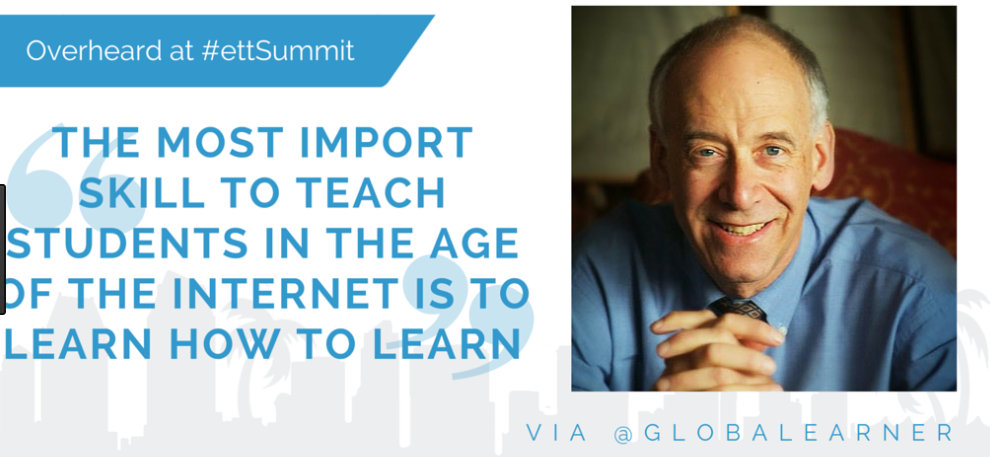 Overheard at #ettSummit
THE MOST IMPORT
SKILL TO TEACH
STUDENTS IN THE AGE
OF THE INTERNET IS TO
LEARN HOW TO LEARN
VIA @GLOBALEARNER